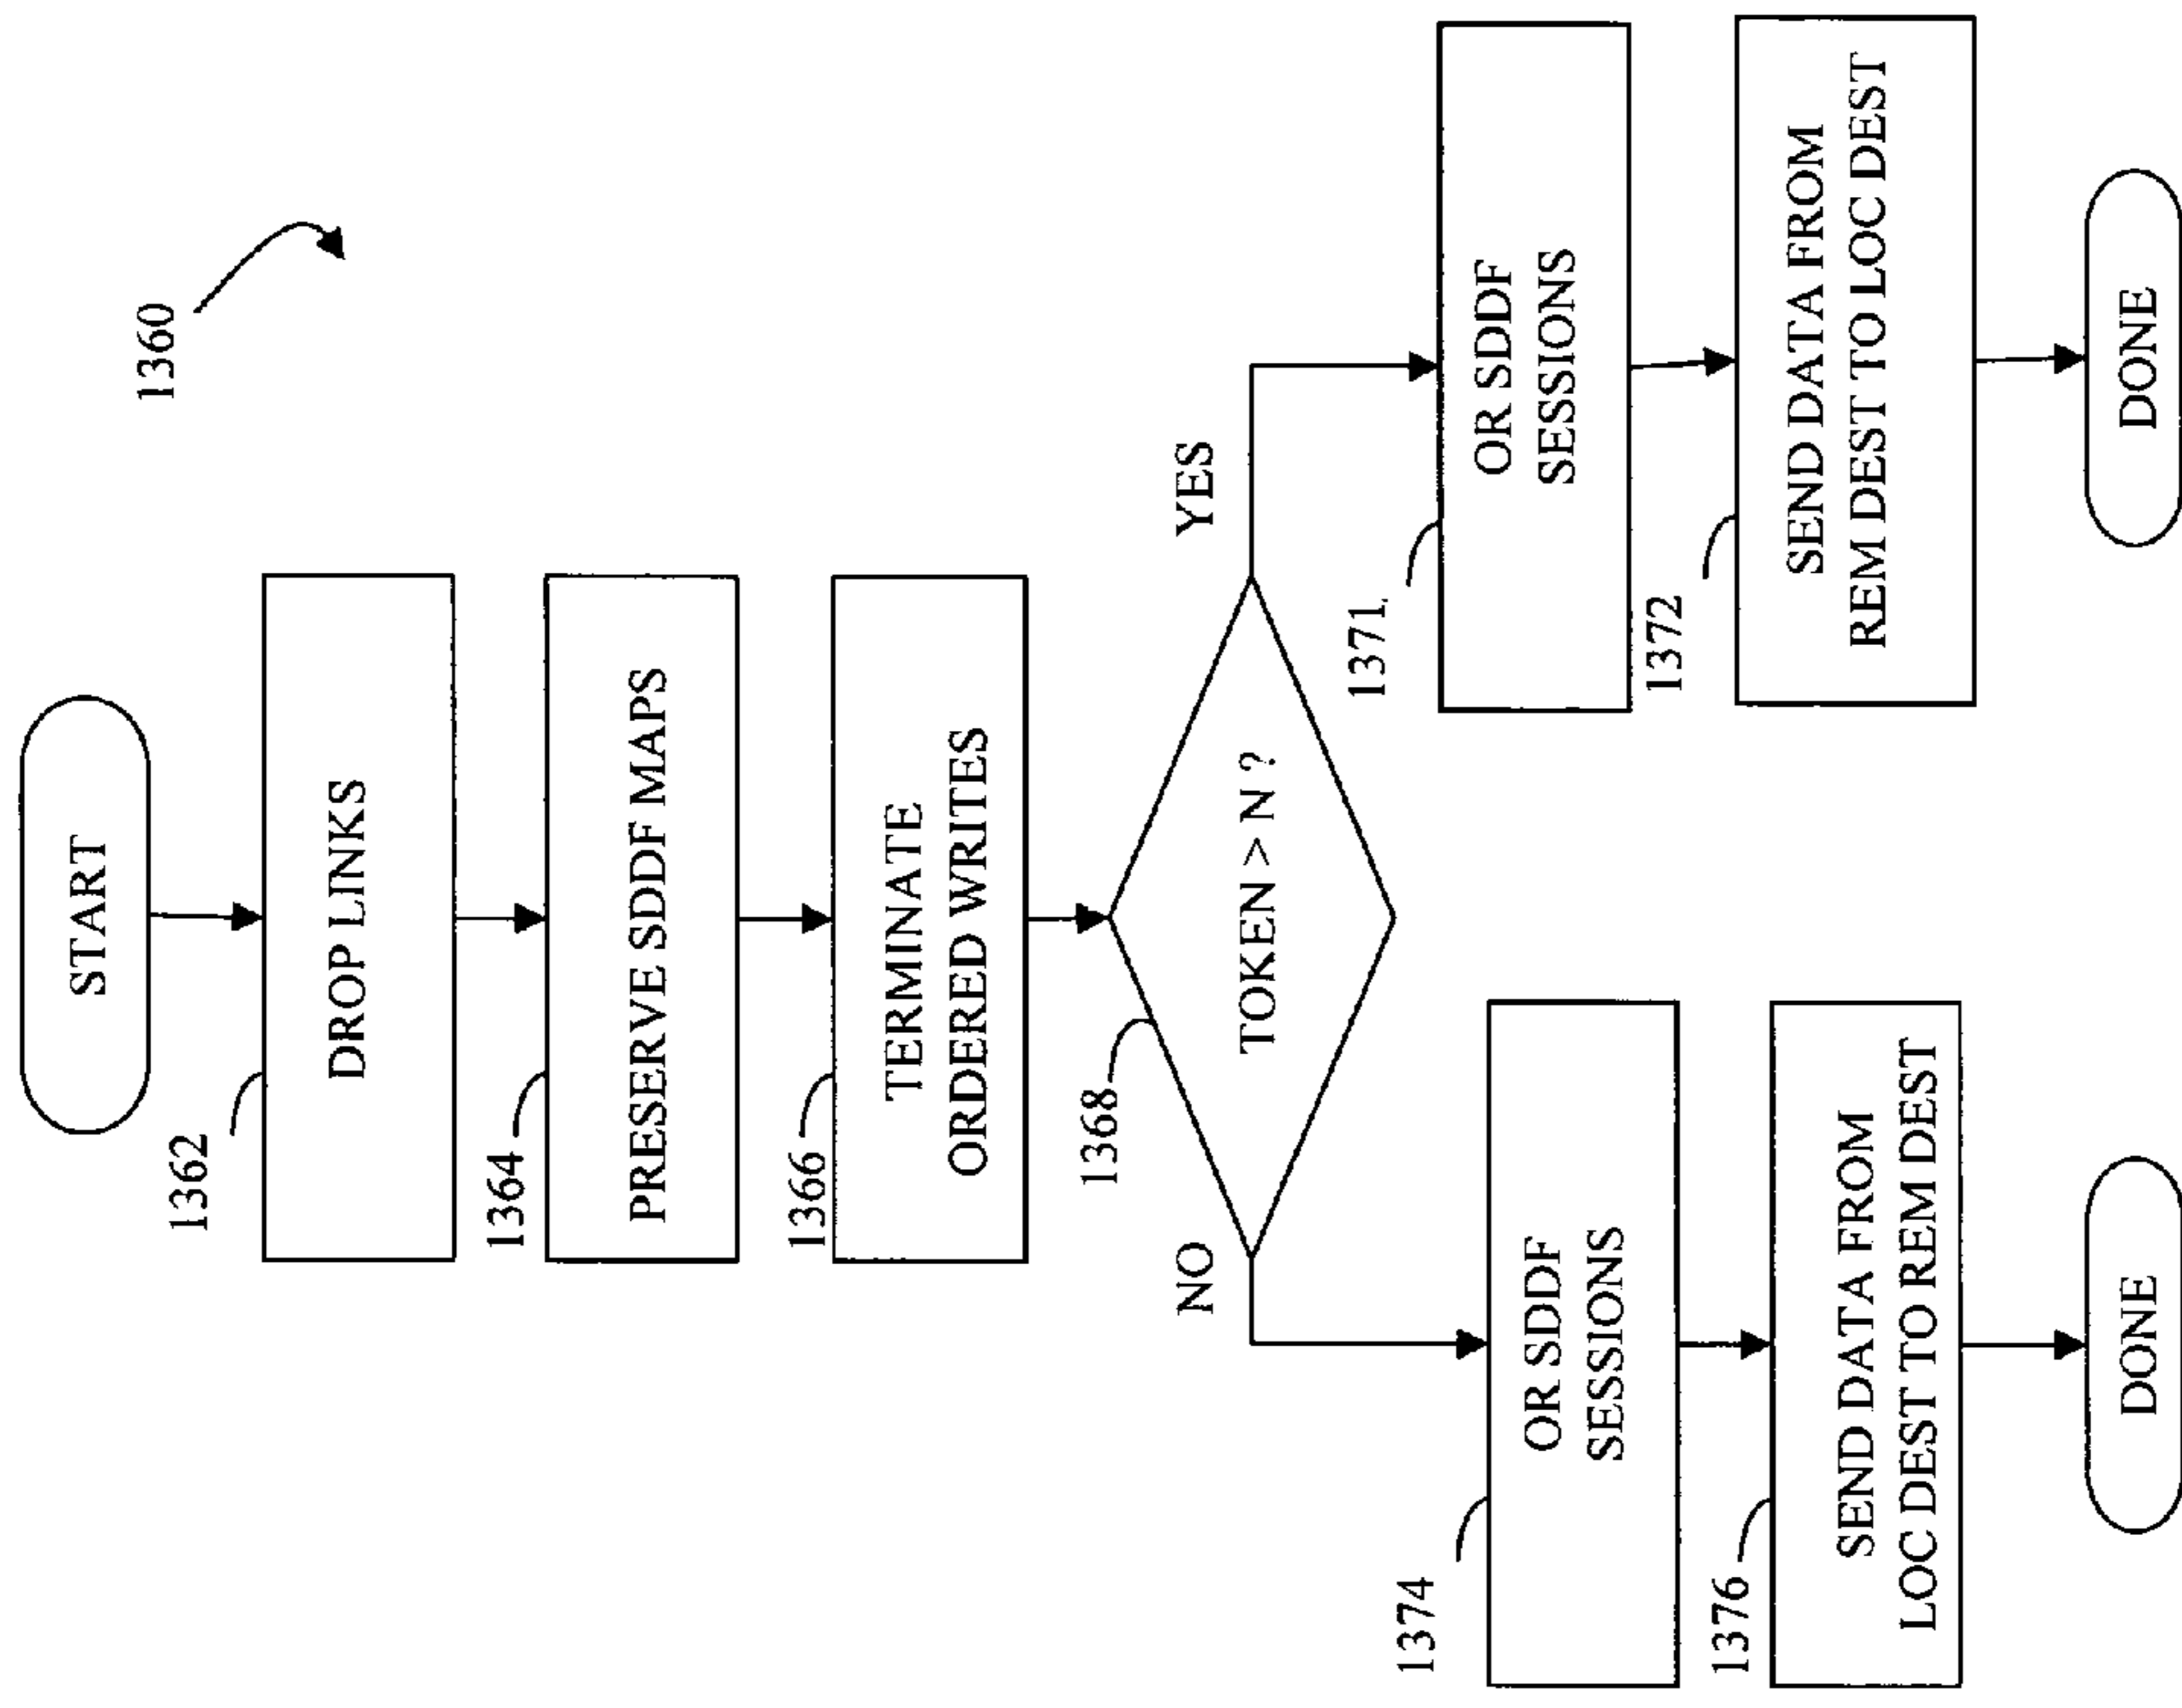 1360
START
1362
DROP LINKS
1364
PRESERVE SDDF MAPS
1366
TERMINATE
ORDERED WRITES
1368
TOKEN > N ?
NO
YES
1374
OR SDDF
SESSIONS
1376
SEND DATA FROM
LOC DEST TO REM DEST
DONE
1371
OR SDDF
SESSIONS
1372
SEND DATA FROM
REM DEST TO LOC DEST
DONE